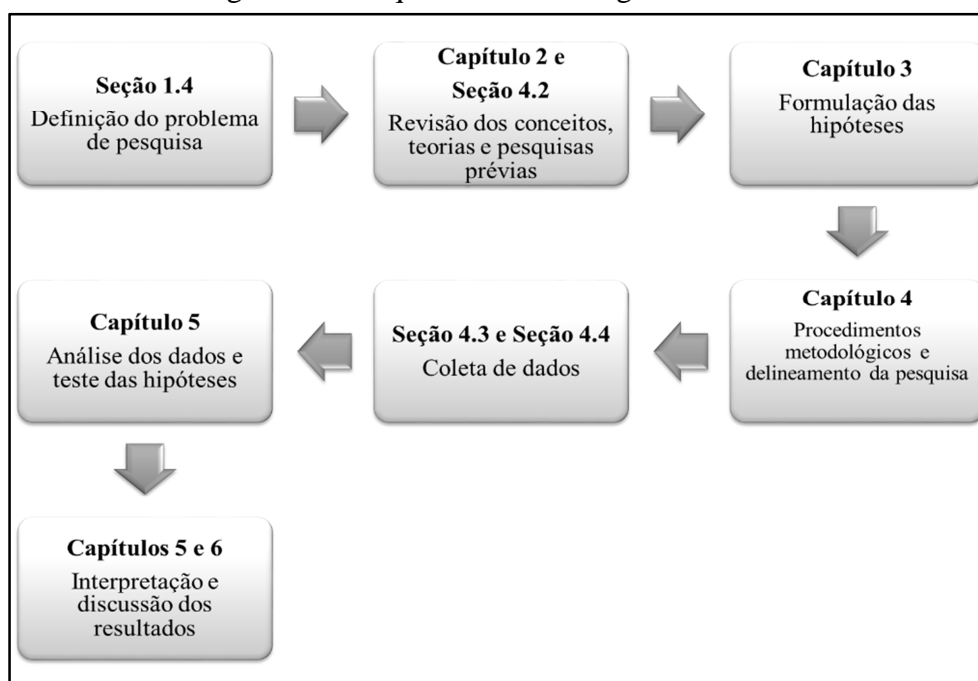 Seção 1.4
Definição do problema
de pesquisa
Capítulo 2 e
Seção 4.2
Revisão dos conceitos,
teorias e pesquisas
prévias
Capítulo 3
Formulação das
hipóteses
Capítulo 4
Procedimentos
metodológicos e
delineamento da pesquisa
Seção 4.3 e Seção 4.4
Coleta de dados
Capítulo 5
Análise dos dados e
teste das hipóteses
Capítulos 5 e 6
Interpretação e
discussão dos
resultados